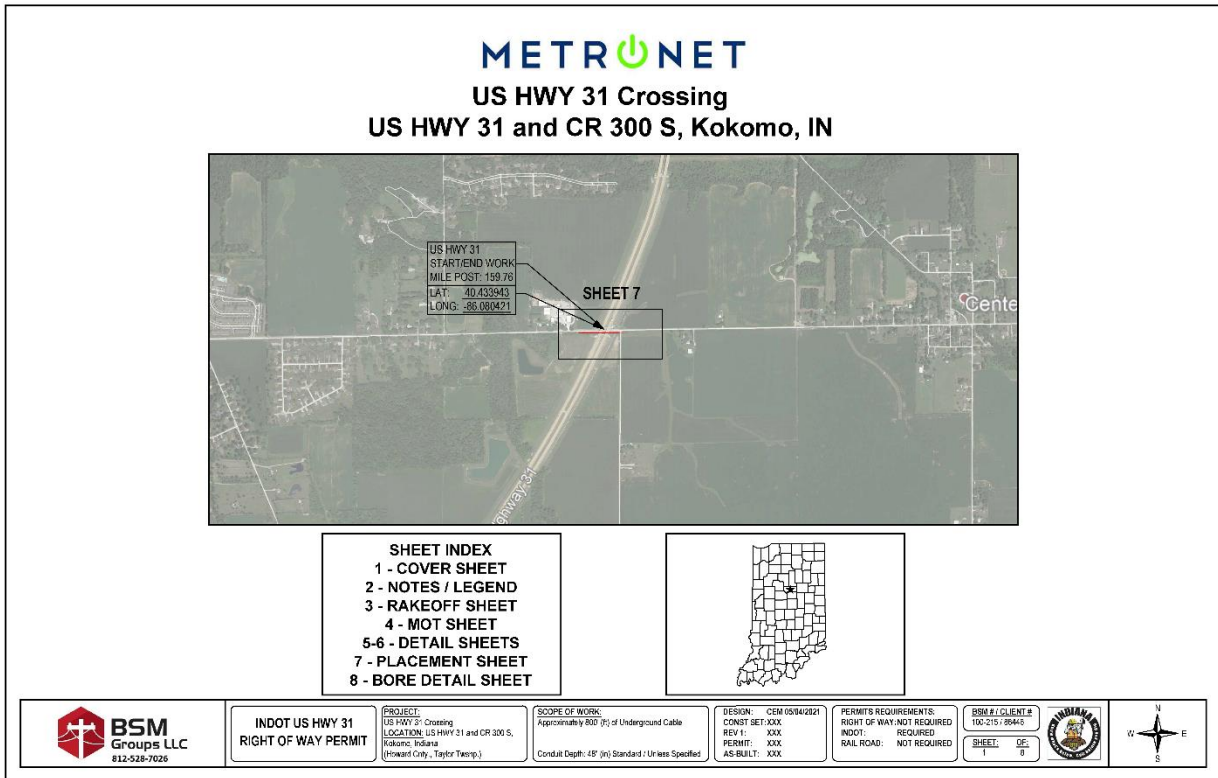 METRONET
US HWY 31 Crossing
US HWY 31 and CR 300 S, Kokomo, IN
US HWY 31
START/END WORK
MILE POST: 159.76
LAT: 40.433943
LONG: -86.080421
SHEET 7
Cente
ghway 31
SHEET INDEX
1 - COVER SHEET
2 - NOTES / LEGEND
3 - RAKEOFF SHEET
4 - MOT SHEET
5-6 - DETAIL SHEETS
7 - PLACEMENT SHEET
8 - BORE DETAIL SHEET
BSM
Groups LLC
812-528-7026
INDOT US HWY 31
RIGHT OF WAY PERMIT
PROJECT:
US HWY 31 Crossing
LOCATION: US HWY 31 and CR 300 S,
Kokomo, Indiana
(Howard Cnty., Taylor Twsnp.)
SCOPE OF WORK:
Approximately 800' (ft) of Underground Cable
Conduit Depth: 48" (in) Standard / Unless Specified
DESIGN: CEM 05/04/2021
CONST SET: XXX
REV 1: XXX
PERMIT: XXX
AS-BUILT: XXX
PERMITS REQUIREMENTS:
RIGHT OF WAY: NOT REQUIRED
INDOT: REQUIRED
RAIL ROAD: NOT REQUIRED
BSM # / CLIENT #
100-215 / 86446
SHEET: OF:
1 8
INDIANA
N
W E
S